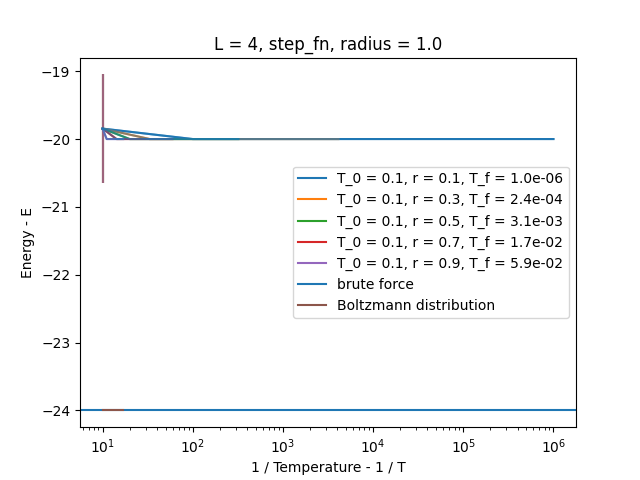 L = 4, step_fn, radius = 1.0
Energy - E
−19
−20
−21
−22
−23
−24
T_0 = 0.1, r = 0.1, T_f = 1.0e-06
T_0 = 0.1, r = 0.3, T_f = 2.4e-04
T_0 = 0.1, r = 0.5, T_f = 3.1e-03
T_0 = 0.1, r = 0.7, T_f = 1.7e-02
T_0 = 0.1, r = 0.9, T_f = 5.9e-02
brute force
Boltzmann distribution
10¹ 10² 10³ 10⁴ 10⁵ 10⁶
1 / Temperature - 1 / T